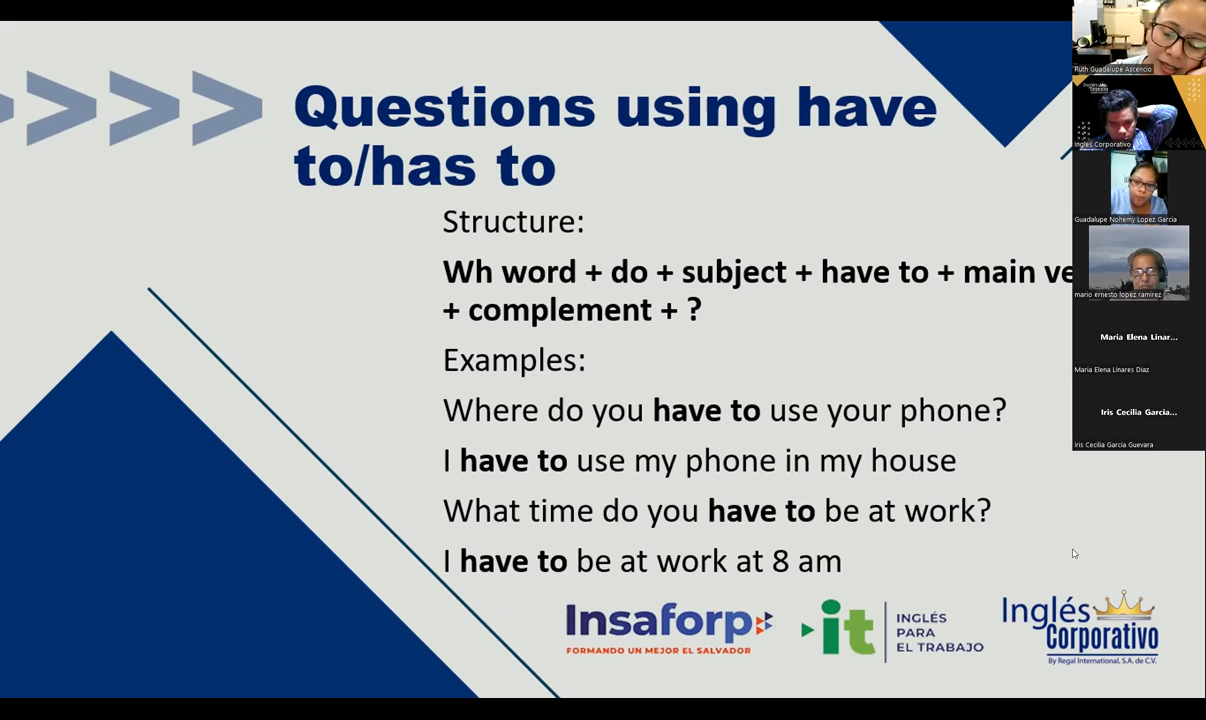 Questions using have
to/has to
Structure:
Wh word + do + subject + have to + main ve
+ complement + ?
Examples:
Where do you have to use your phone?
I have to use my phone in my house
What time do you have to be at work?
I have to be at work at 8 am
Insaforp
FORMANDO UN MEJOR EL SALVADOR
it
INGLÉS
PARA
EL TRABAJO
Inglés
Corporativo
By Regal International, S.A. de C.V.
Ruth Guadalupe Ascencio
Inglés Corporativo
Guadalupe Nohemy Lopez Garcia
mario ernesto lopez ramirez
Maria Elena Linar...
Maria Elena Linares Diaz
Iris Cecilia Garcia...
Iris Cecilia Garcia Guevara